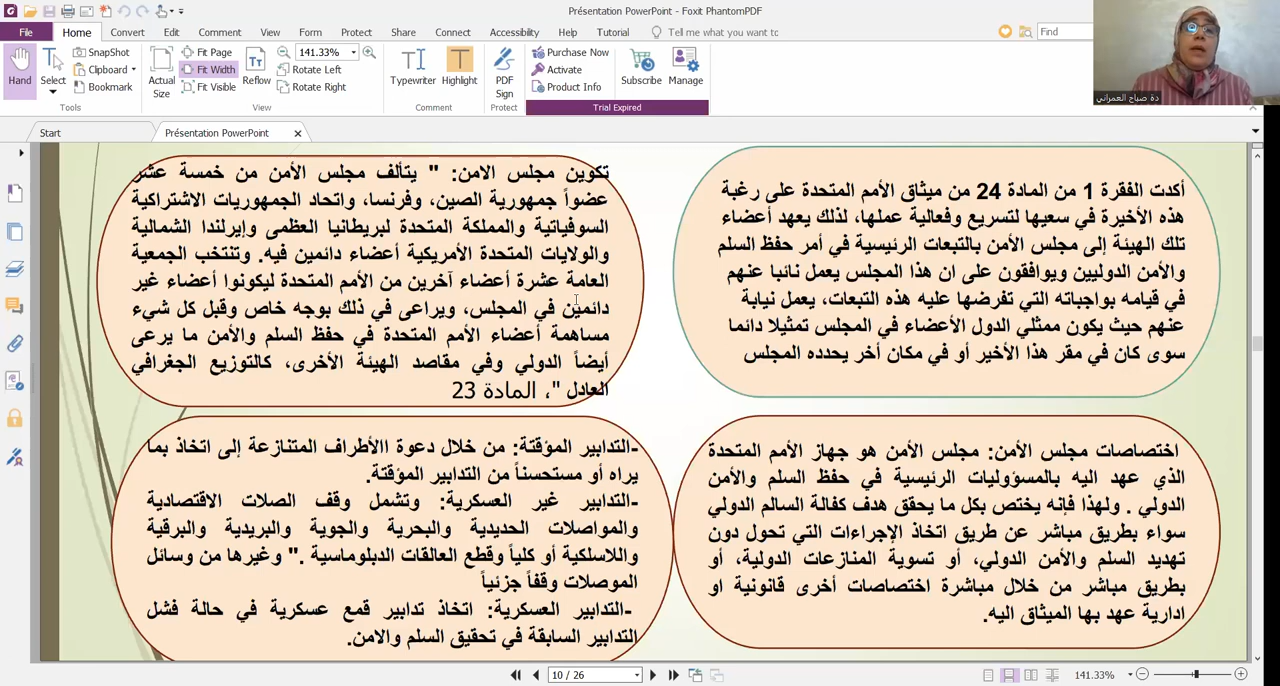 Présentation PowerPoint - Foxit PhantomPDF
File Home Convert Edit Comment View Form Protect Share Connect Accessibility Help Tutorial Tell me what you want to Find
Hand
Select
SnapShot
Clipboard
Bookmark
Tools
Actual Size
Fit Page
Fit Width
Fit Visible
Reflow
141.33%
Rotate Left
Rotate Right
View
Typewriter
Highlight
Comment
PDF Sign
Protect
Purchase Now
Activate
Product Info
Trial Expired
Subscribe
Manage
دة صباح العمراني
Start
Présentation PowerPoint
أكدت الفقرة 1 من المادة 24 من ميثاق الأمم المتحدة على رغبة
هذه الأخيرة في سعيها لتسريع وفعالية عملها، لذلك يعهد أعضاء
تلك الهيئة إلى مجلس الأمن بالتبعات الرئيسية في أمر حفظ السلم
والأمن الدوليين ويوافقون على ان هذا المجلس يعمل نائبا عنهم
في قيامه بواجباته التي تفرضها عليه هذه التبعات، يعمل نيابة
عنهم حيث يكون ممثلي الدول الأعضاء في المجلس تمثيلا دائما
سوى كان في مقر هذا الأخير أو في مكان أخر يحدده المجلس
تكوين مجلس الامن: " يتألف مجلس الأمن من خمسة عشر
عضواً جمهورية الصين، وفرنسا، واتحاد الجمهوريات الاشتراكية
السوفياتية والمملكة المتحدة لبريطانيا العظمى وإيرلندا الشمالية
والولايات المتحدة الأمريكية أعضاء دائمين فيه. وتنتخب الجمعية
العامة عشرة أعضاء آخرين من الأمم المتحدة ليكونوا أعضاء غير
دائمين في المجلس، ويراعى في ذلك بوجه خاص وقبل كل شيء
مساهمة أعضاء الأمم المتحدة في حفظ السلم والأمن ما يرعى
أيضاً الدولي وفي مقاصد الهيئة الأخرى، كالتوزيع الجغرافي
العادل "، المادة 23
اختصاصات مجلس الأمن: مجلس الأمن هو جهاز الأمم المتحدة
الذي عهد اليه بالمسؤوليات الرئيسية في حفظ السلم والأمن
الدولي . ولهذا فإنه يختص بكل ما يحقق هدف كفالة السالم الدولي
سواء بطريق مباشر عن طريق اتخاذ الإجراءات التي تحول دون
تهديد السلم والأمن الدولي، أو تسوية المنازعات الدولية، أو
بطريق مباشر من خلال مباشرة اختصاصات أخرى قانونية او
ادارية عهد بها الميثاق اليه.
-التدابير المؤقتة: من خلال دعوة ااألطراف المتنازعة إلى اتخاذ بما
يراه أو مستحسناً من التدابير المؤقتة.
-التدابير غير العسكرية: وتشمل وقف الصلات الاقتصادية
والمواصلات الحديدية والبحرية والجوية والبريدية والبرقية
واللاسلكية أو كلياً وقطع العالقات الدبلوماسية ." وغيرها من وسائل
الموصلات وقفاً جزئياً
-التدابير العسكرية: اتخاذ تدابير قمع عسكرية في حالة فشل
التدابير السابقة في تحقيق السلم والامن.
10 / 26
141.33%